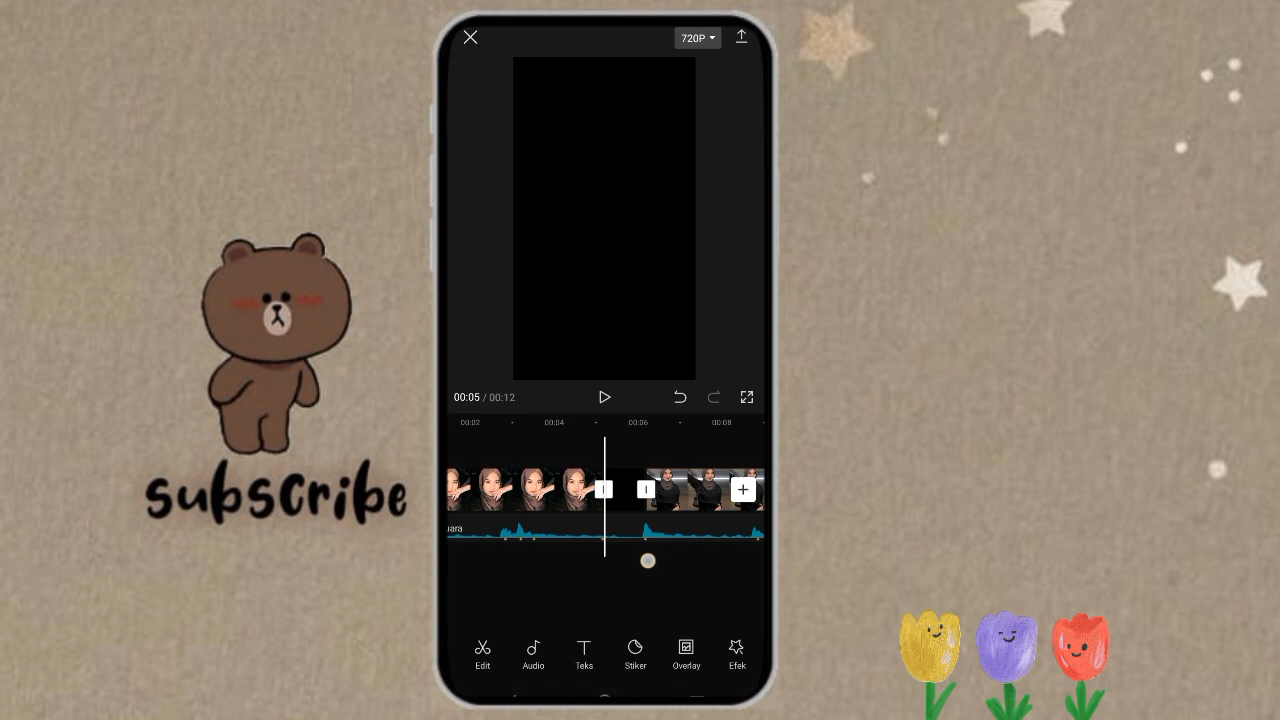 720P
00:05 / 00:12
00:02
00:04
00:06
00:08
subscribe
Edit
Audio
Teks
Stiker
Overlay
Efek